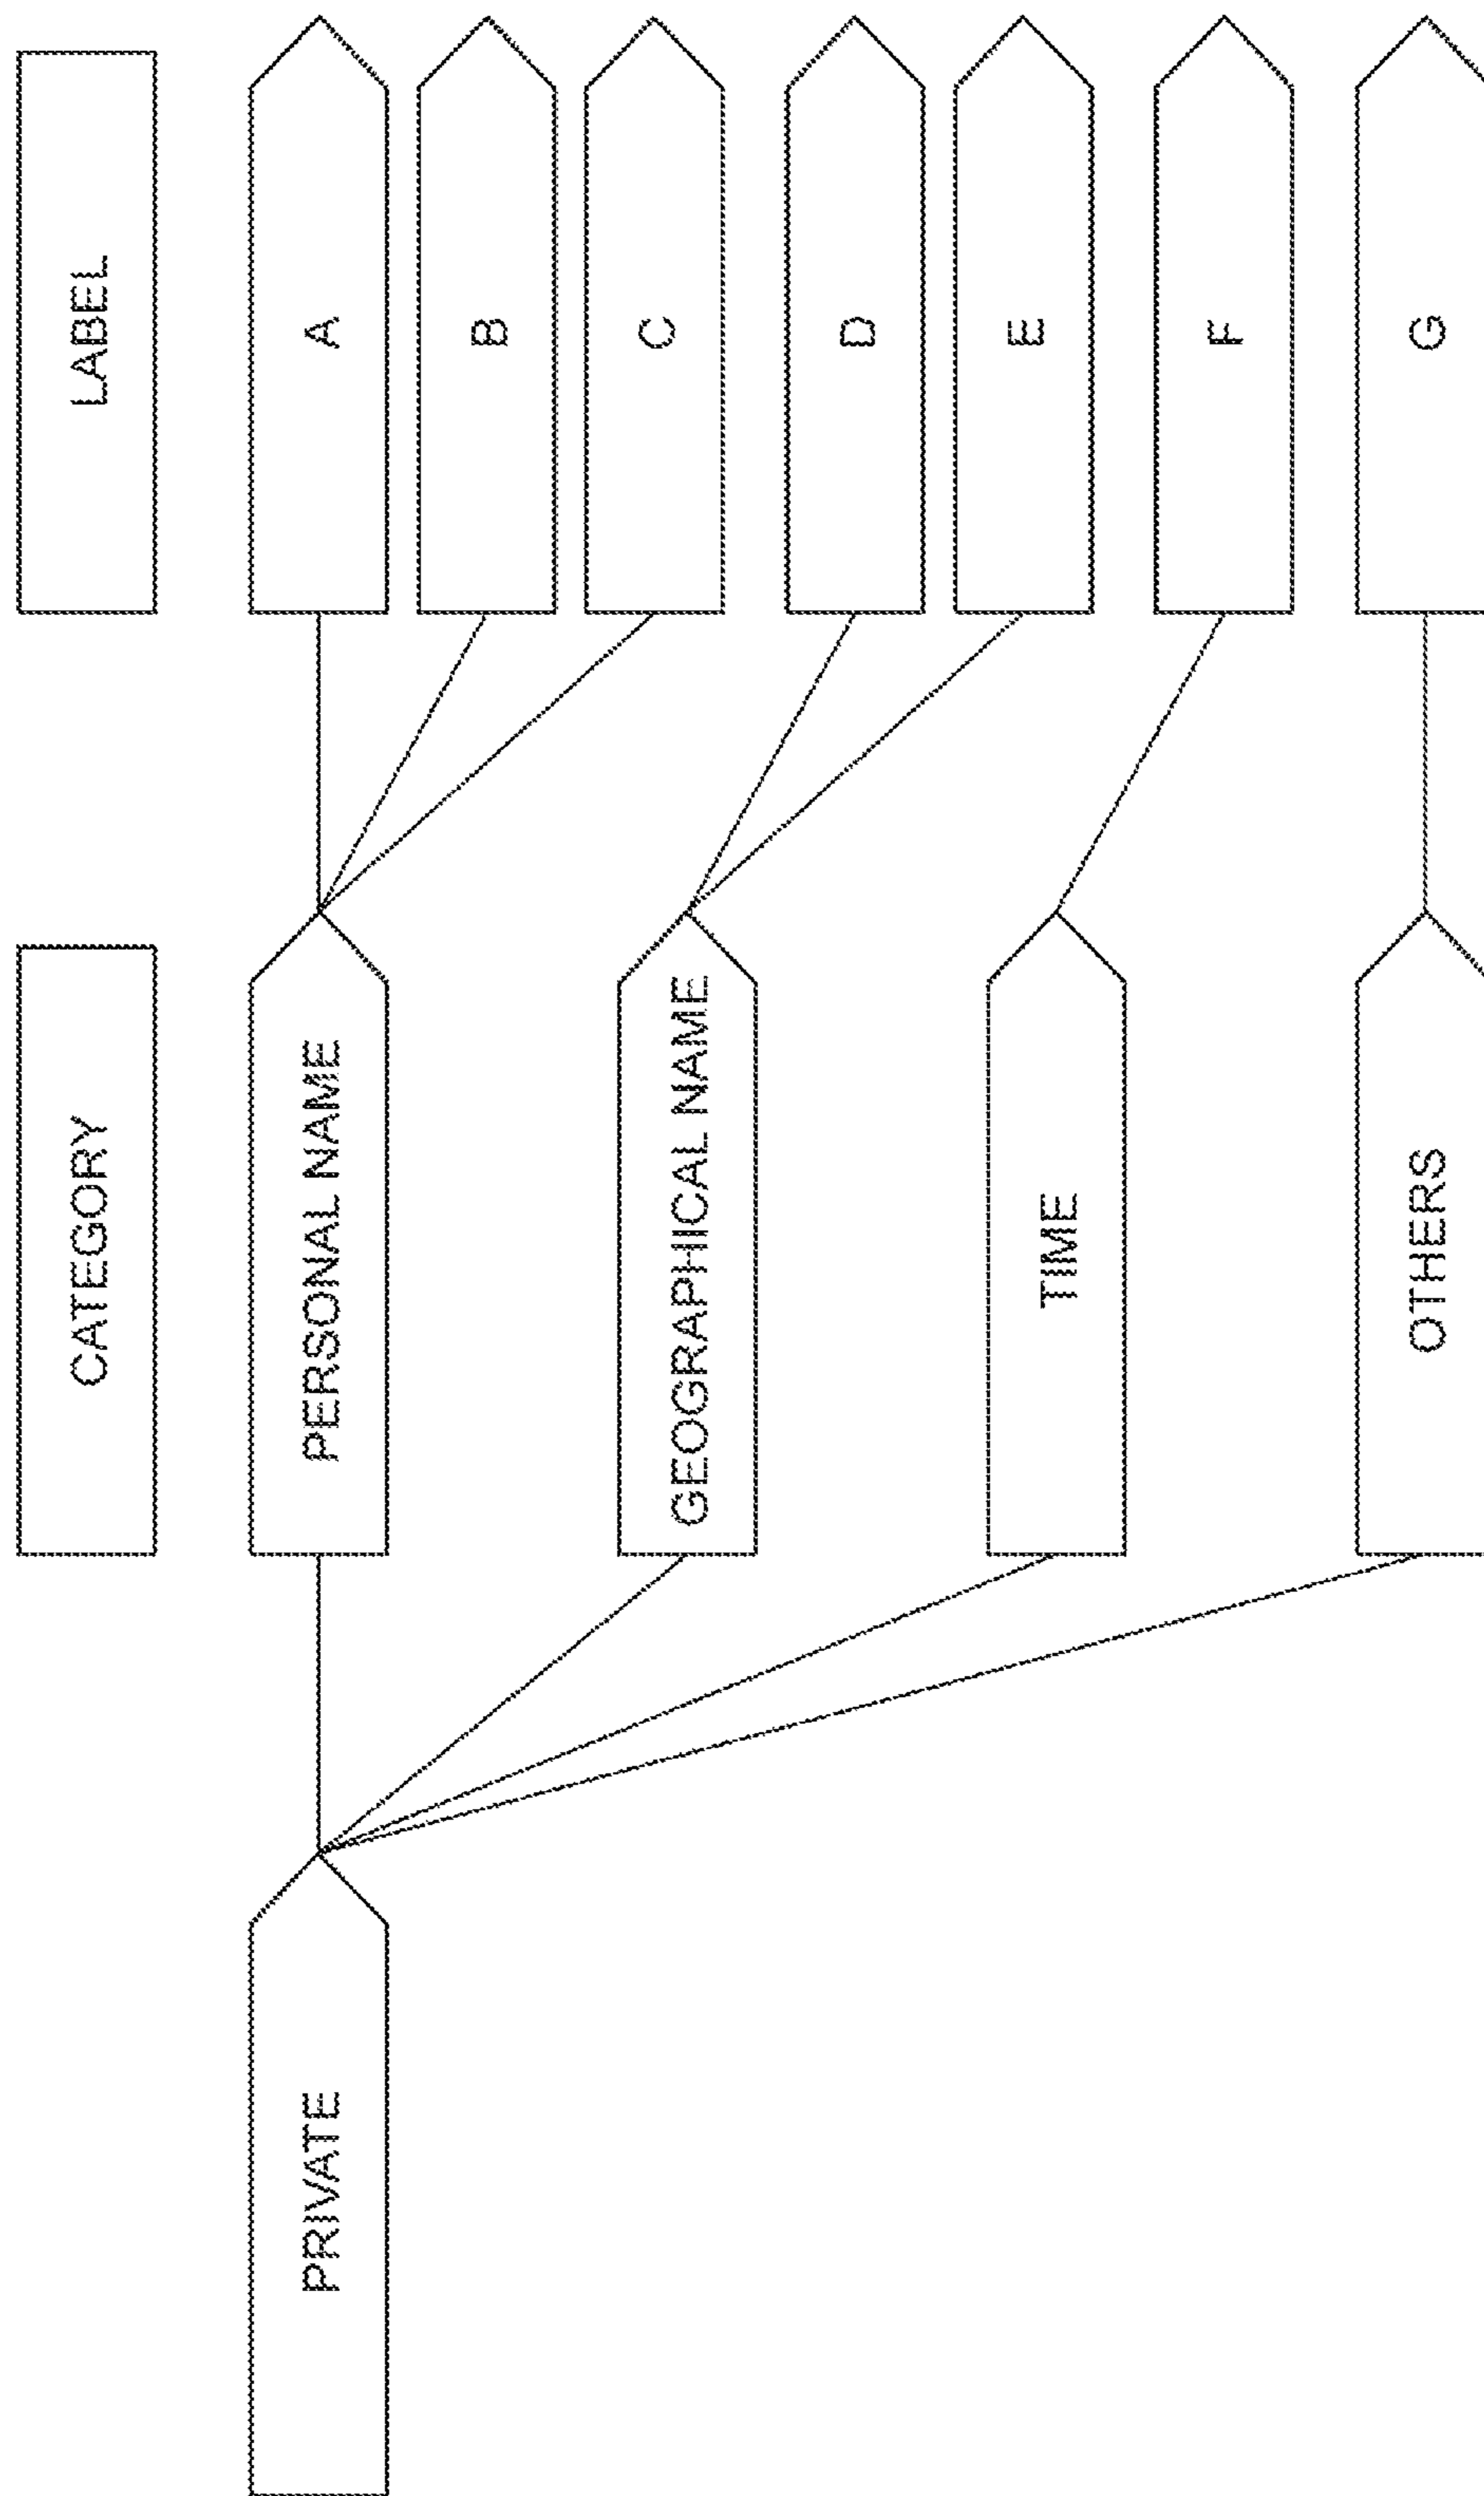 CATEGORY
LABEL
PRIVATE
PERSONAL NAME
A
B
C
GEOGRAPHICAL NAME
D
E
TIME
F
OTHERS
G